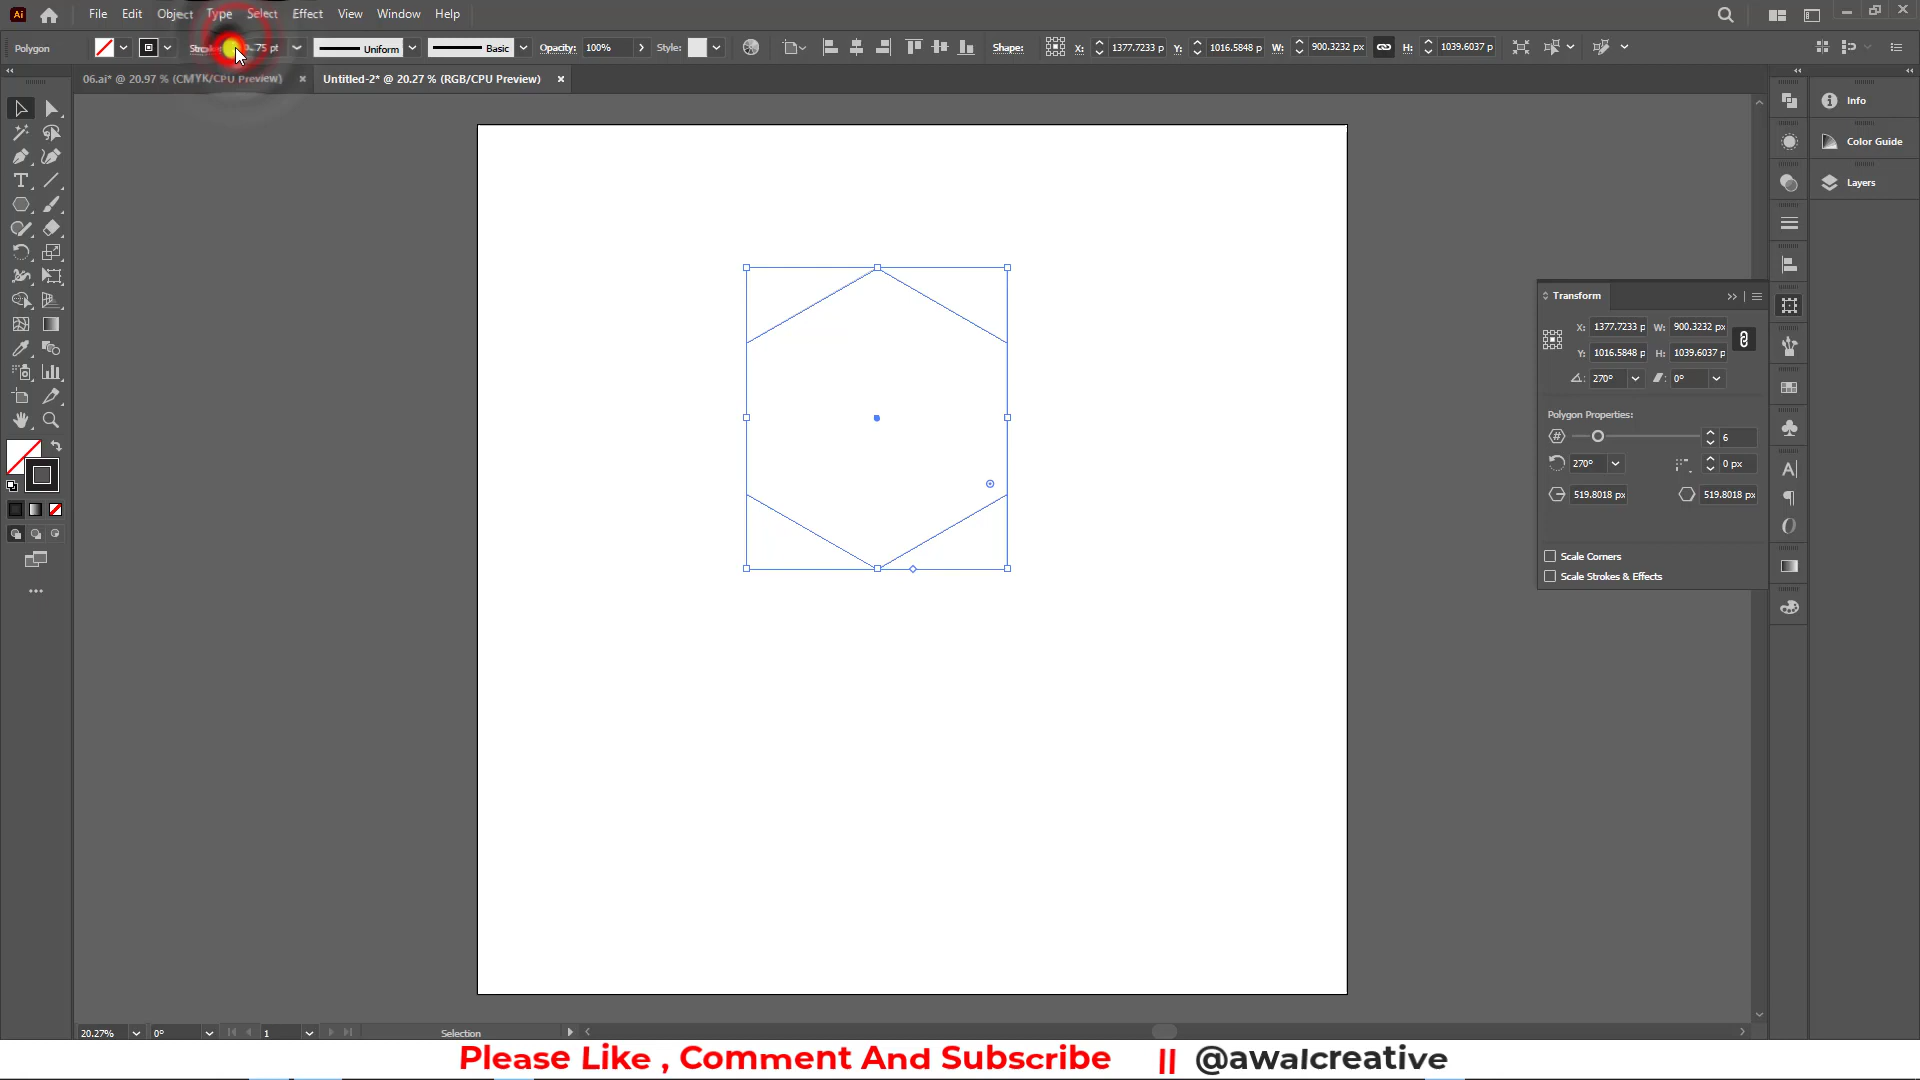 Ai File Edit Object Type Select Effect View Window Help
Polygon 75 pt Uniform Basic Opacity: 100% Style: Shape: X: 1377.7233 p Y: 1016.5848 p W: 900.3232 px H: 1039.6037 p
06.ai* @ 20.97 % (CMYK/CPU Preview) × Untitled-2* @ 20.27 % (RGB/CPU Preview) ×
Info
Color Guide
Layers
Transform
X: 1377.7233 p W: 900.3232 px
Y: 1016.5848 p H: 1039.6037 p
270° 0°
Polygon Properties:
6
270° 0 px
519.8018 px 519.8018 px
Scale Corners
Scale Strokes & Effects
20.27% 0° 1 Selection
Please Like , Comment And Subscribe || @awalcreative